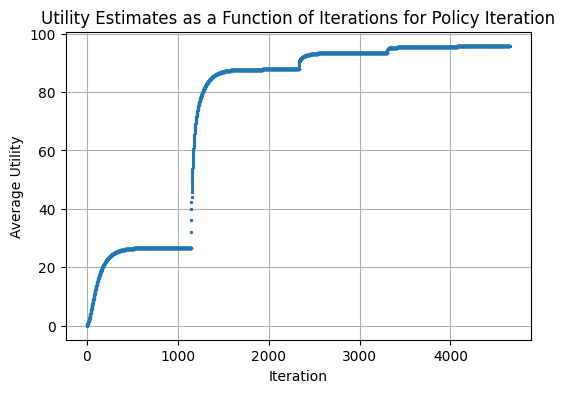 Utility Estimates as a Function of Iterations for Policy Iteration
100
80
60
40
20
0
Average Utility
0 1000 2000 3000 4000
Iteration